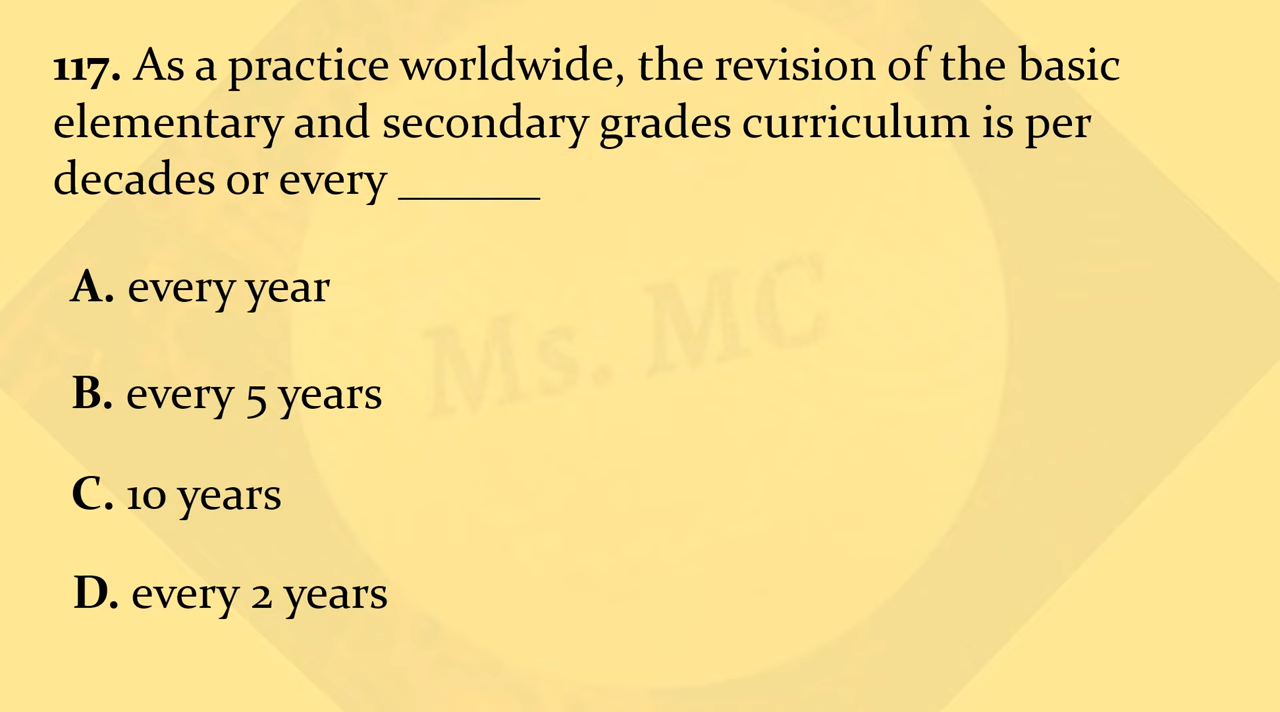 117. As a practice worldwide, the revision of the basic
elementary and secondary grades curriculum is per
decades or every ______
A. every year
Ms. MC
B. every 5 years
C. 10 years
D. every 2 years